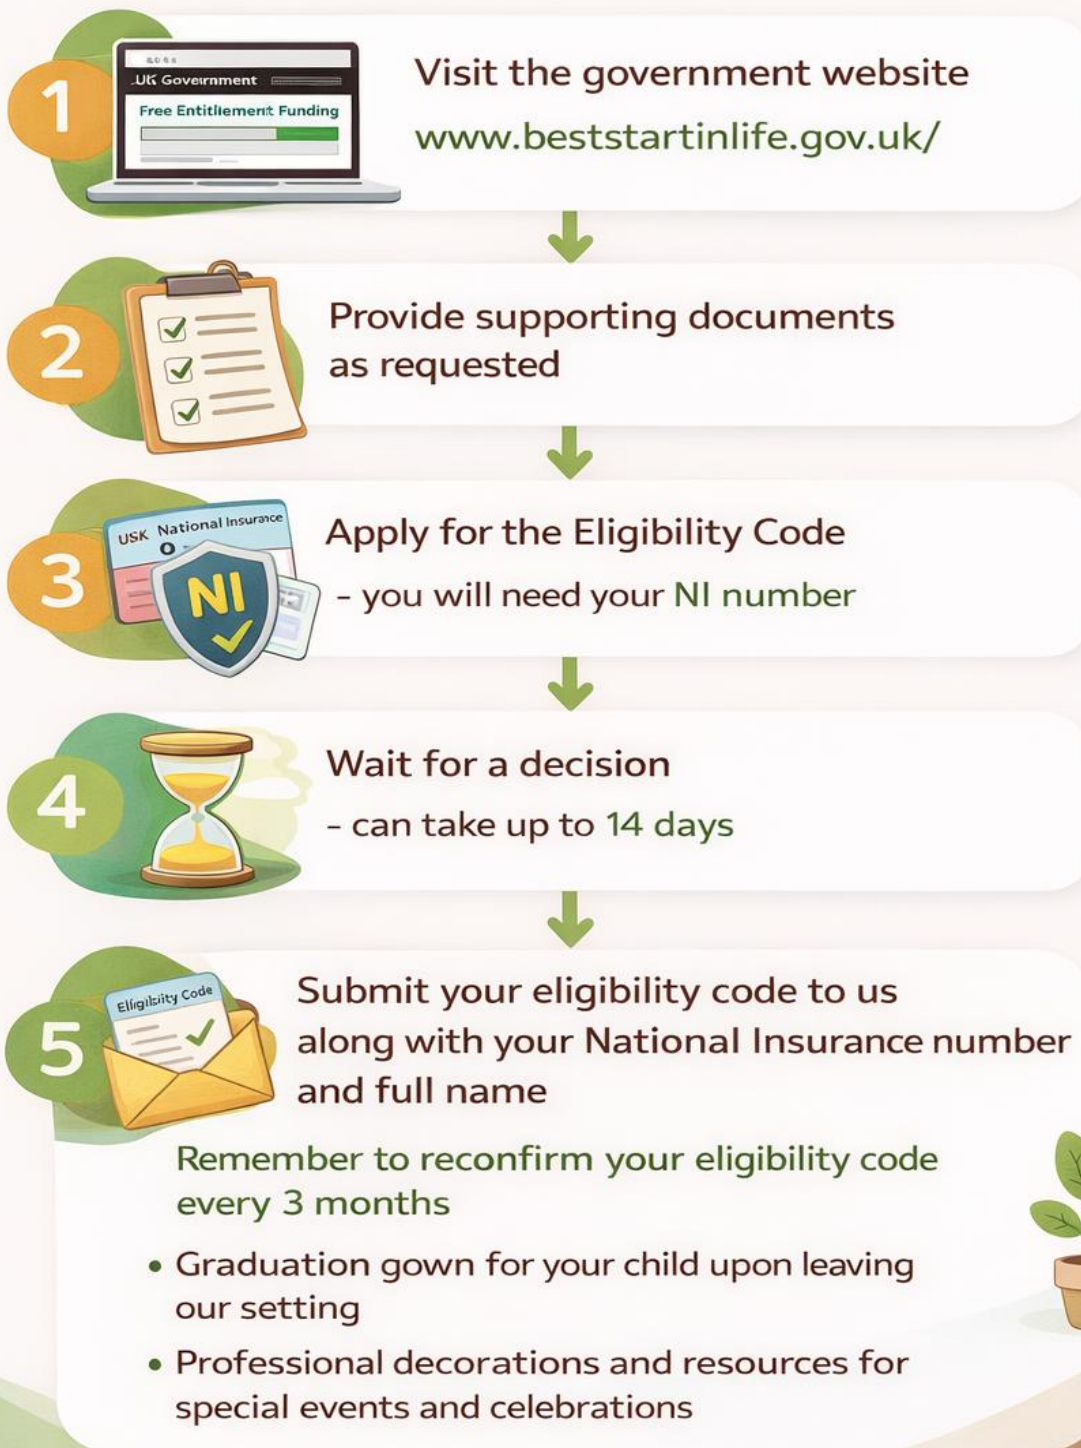 1
UK Government
Free Entitlement Funding
Visit the government website
www.beststartinlife.gov.uk/
2
Provide supporting documents
as requested
3
USK National Insurance
NI
Apply for the Eligibility Code
- you will need your NI number
4
Wait for a decision
- can take up to 14 days
5
Submit your eligibility code to us
along with your National Insurance number
and full name
Remember to reconfirm your eligibility code
every 3 months
• Graduation gown for your child upon leaving
our setting
• Professional decorations and resources for
special events and celebrations